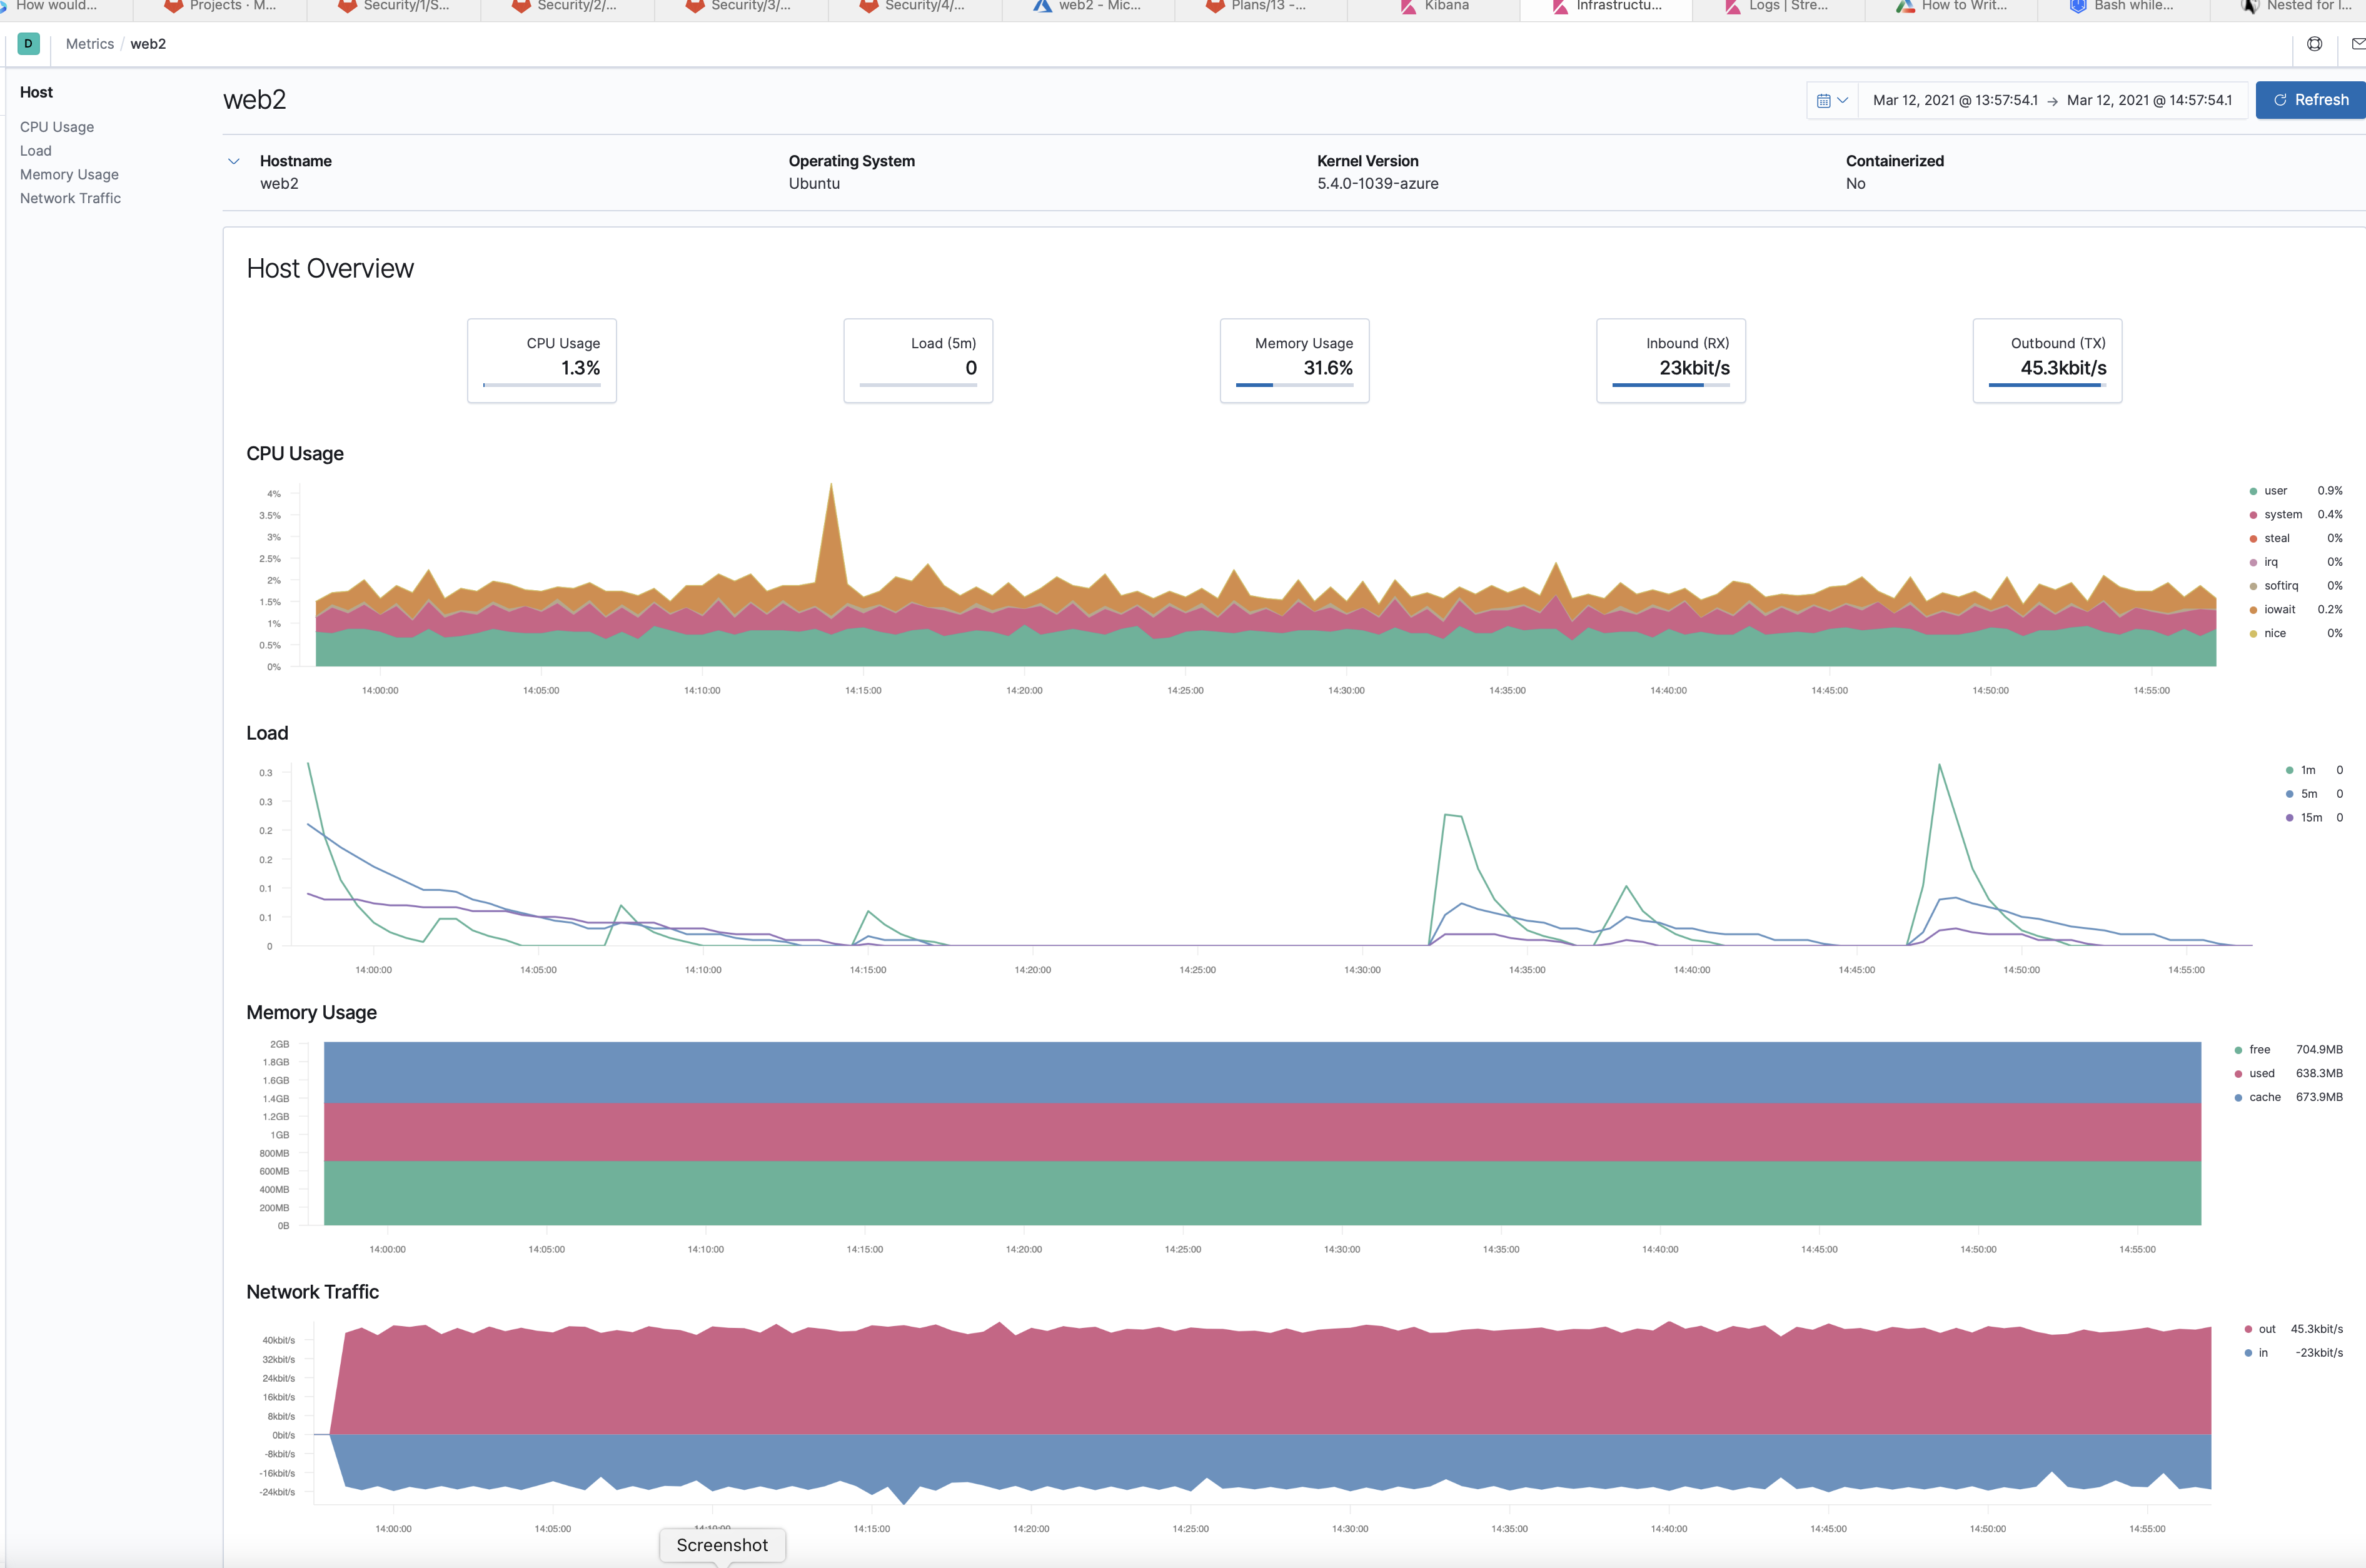 How would...
Projects · M...
Security/1/S...
Security/2/...
Security/3/...
Security/4/...
web2 - Mic...
Plans/13 -...
Kibana
Infrastructu...
Logs | Stre...
How to Writ...
Bash while...
Nested for l...
D
Metrics / web2
Host
CPU Usage
Load
Memory Usage
Network Traffic
web2
Mar 12, 2021 @ 13:57:54.1 → Mar 12, 2021 @ 14:57:54.1
Refresh
Hostname
web2
Operating System
Ubuntu
Kernel Version
5.4.0-1039-azure
Containerized
No
Host Overview
CPU Usage
1.3%
Load (5m)
0
Memory Usage
31.6%
Inbound (RX)
23kbit/s
Outbound (TX)
45.3kbit/s
CPU Usage
4%
3.5%
3%
2.5%
2%
1.5%
1%
0.5%
0%
14:00:00 14:05:00 14:10:00 14:15:00 14:20:00 14:25:00 14:30:00 14:35:00 14:40:00 14:45:00 14:50:00 14:55:00
user 0.9%
system 0.4%
steal 0%
irq 0%
softirq 0%
iowait 0.2%
nice 0%
Load
0.3
0.3
0.2
0.2
0.1
0.1
0
14:00:00 14:05:00 14:10:00 14:15:00 14:20:00 14:25:00 14:30:00 14:35:00 14:40:00 14:45:00 14:50:00 14:55:00
1m 0
5m 0
15m 0
Memory Usage
2GB
1.8GB
1.6GB
1.4GB
1.2GB
1GB
800MB
600MB
400MB
200MB
0B
14:00:00 14:05:00 14:10:00 14:15:00 14:20:00 14:25:00 14:30:00 14:35:00 14:40:00 14:45:00 14:50:00 14:55:00
free 704.9MB
used 638.3MB
cache 673.9MB
Network Traffic
40kbit/s
32kbit/s
24kbit/s
16kbit/s
8kbit/s
0bit/s
-8kbit/s
-16kbit/s
-24kbit/s
14:00:00 14:05:00 14:10:00 14:15:00 14:20:00 14:25:00 14:30:00 14:35:00 14:40:00 14:45:00 14:50:00 14:55:00
out 45.3kbit/s
in -23kbit/s
Screenshot